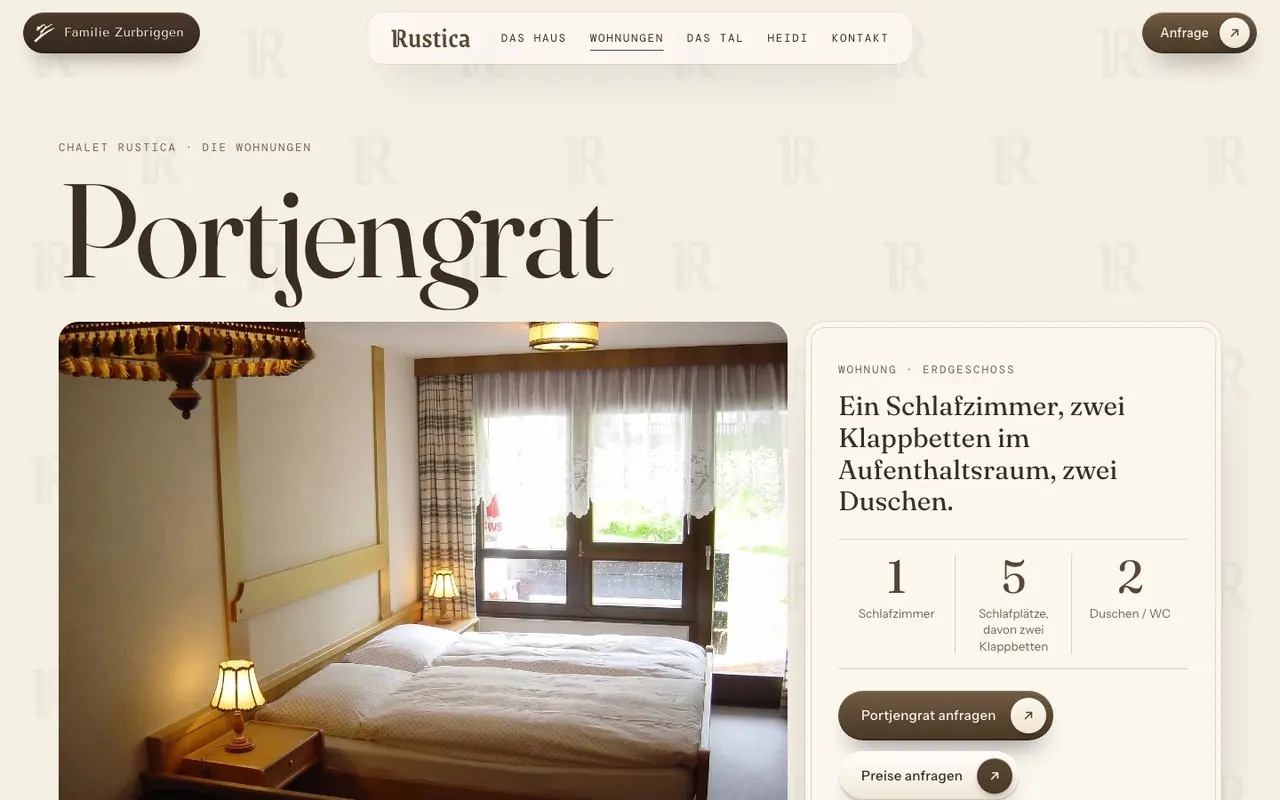 Familie Zurbriggen
Rustica
DAS HAUS
WOHNUNGEN
DAS TAL
HEIDI
KONTAKT
Anfrage
CHALET RUSTICA · DIE WOHNUNGEN
Portjengrat
WOHNUNG · ERDGESCHOSS
Ein Schlafzimmer, zwei
Klappbetten im
Aufenthaltsraum, zwei
Duschen.
1
Schlafzimmer
5
Schlafplätze,
davon zwei
Klappbetten
2
Duschen / WC
Portjengrat anfragen
Preise anfragen